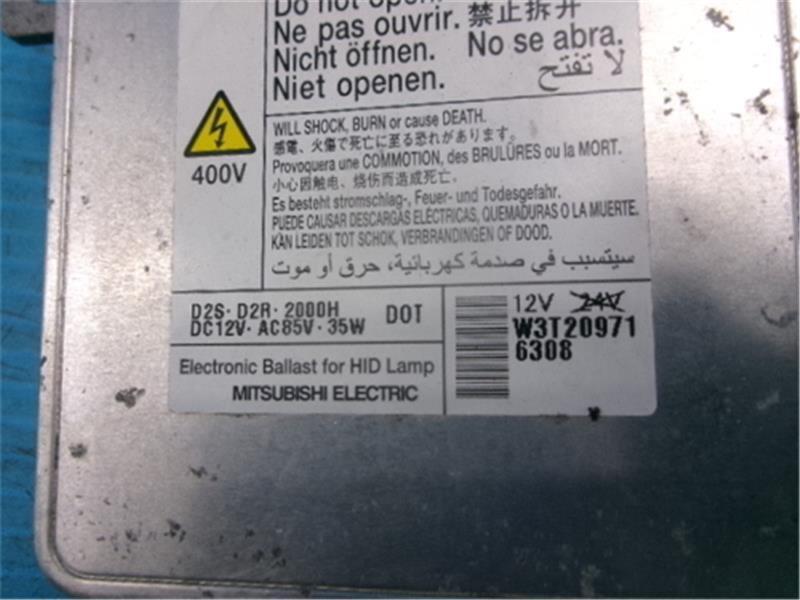 Do not open.
Ne pas ouvrir. 禁止拆开
Nicht öffnen. No se abra.
Niet openen. لا تفتح
400V
WILL SHOCK, BURN or cause DEATH.
感電、火傷で死亡に至る恐れがあります。
Provoquera une COMMOTION, des BRULÛRES ou la MORT.
小心因触电、烧伤而造成死亡.
Es besteht stromschlag-, Feuer- und Todesgefahr.
PUEDE CAUSAR DESCARGAS ELÉCTRICAS, QUEMADURAS O LA MUERTE.
KAN LEIDEN TOT SCHOK, VERBRANDINGEN OF DOOD.
سيتسبب في صدمة كهربائية، حرق أو موت
D2S· D2R· 2000H DOT
DC12V· AC85V· 35W
Electronic Ballast for HID Lamp
MITSUBISHI ELECTRIC
12V 24V
W3T20971
6308